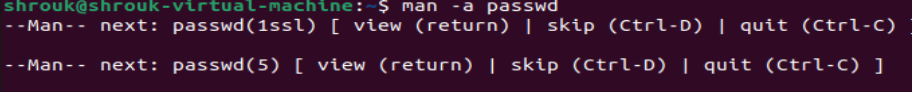 shrouk@shrouk-virtual-machine:~$ man -a passwd
--Man-- next: passwd(1ssl) [ view (return) | skip (Ctrl-D) | quit (Ctrl-C) ]
--Man-- next: passwd(5) [ view (return) | skip (Ctrl-D) | quit (Ctrl-C) ]